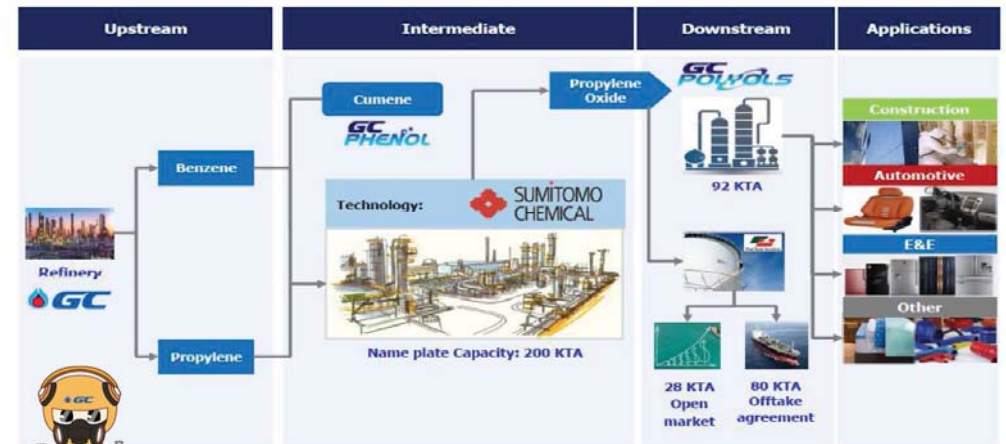 Upstream
Intermediate
Downstream
Applications
Refinery
GC
Benzene
Propylene
GC
Cumene
GC
PHENOL
Technology:
SUMITOMO
CHEMICAL
Name plate Capacity: 200 KTA
Propylene
Oxide
GC
POLYOLS
92 KTA
28 KTA
Open
market
80 KTA
Offtake
agreement
Construction
Automotive
E&E
Other